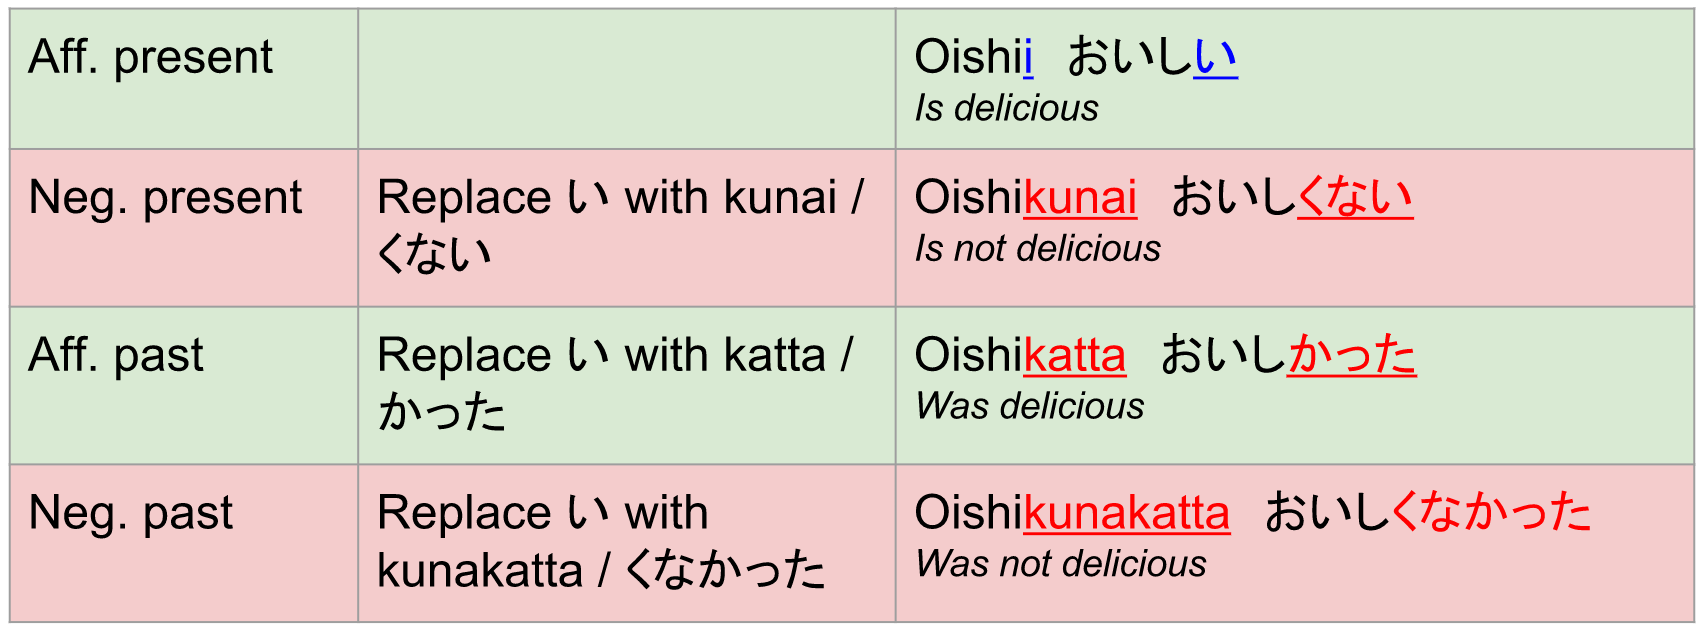 Aff. present
Oishii おいしい
Is delicious
Neg. present
Replace い with kunai /
くない
Oishikunai おいしくない
Is not delicious
Aff. past
Replace い with katta /
かった
Oishikatta おいしかった
Was delicious
Neg. past
Replace い with
kunakatta / くなかった
Oishikunakatta おいしくなかった
Was not delicious